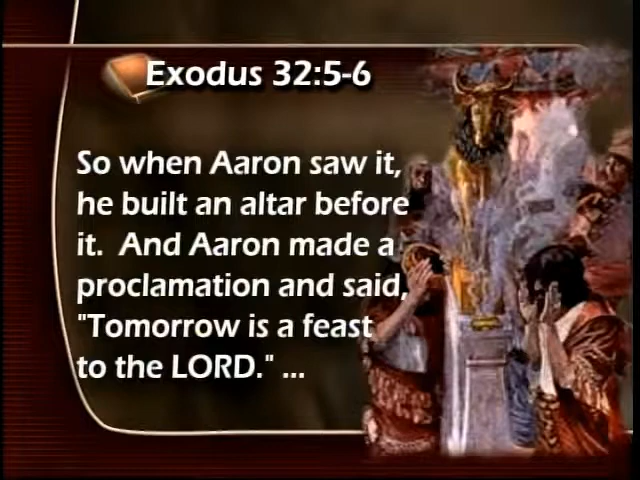 Exodus 32:5-6
So when Aaron saw it,
he built an altar before
it. And Aaron made a
proclamation and said,
"Tomorrow is a feast
to the LORD." ...